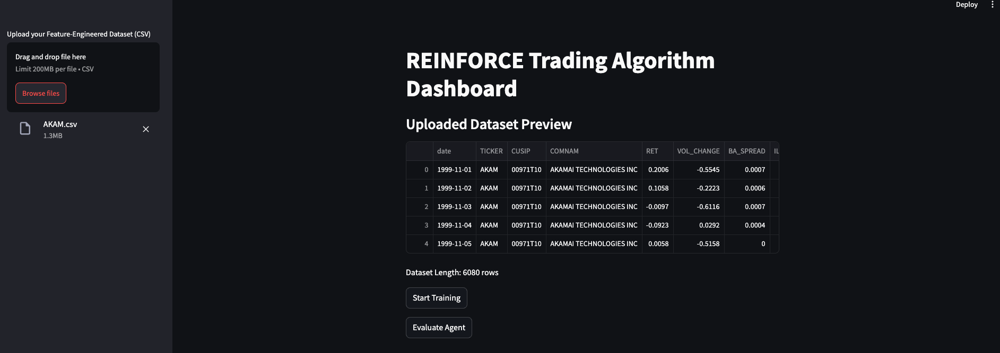 Deploy
Upload your Feature-Engineered Dataset (CSV)
Drag and drop file here
Limit 200MB per file • CSV
Browse files
AKAM.csv
1.3MB
REINFORCE Trading Algorithm
Dashboard
Uploaded Dataset Preview
date TICKER CUSIP COMNAM RET VOL_CHANGE BA_SPREAD IL
0 1999-11-01 AKAM 00971T10 AKAMAI TECHNOLOGIES INC 0.2006 -0.5545 0.0007
1 1999-11-02 AKAM 00971T10 AKAMAI TECHNOLOGIES INC 0.1058 -0.2223 0.0006
2 1999-11-03 AKAM 00971T10 AKAMAI TECHNOLOGIES INC -0.0097 -0.6116 0.0007
3 1999-11-04 AKAM 00971T10 AKAMAI TECHNOLOGIES INC -0.0923 0.0292 0.0004
4 1999-11-05 AKAM 00971T10 AKAMAI TECHNOLOGIES INC 0.0058 -0.5158 0
Dataset Length: 6080 rows
Start Training
Evaluate Agent